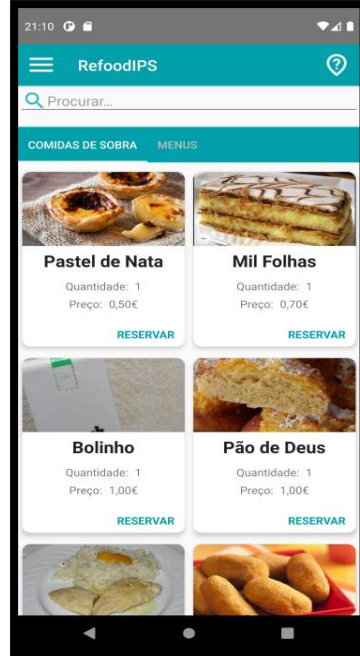 21:10
RefoodIPS
Procurar...
COMIDAS DE SOBRA MENUS
Pastel de Nata
Quantidade: 1
Preço: 0,50€
RESERVAR
Mil Folhas
Quantidade: 1
Preço: 0,70€
RESERVAR
Bolinho
Quantidade: 1
Preço: 1,00€
RESERVAR
Pão de Deus
Quantidade: 1
Preço: 1,00€
RESERVAR